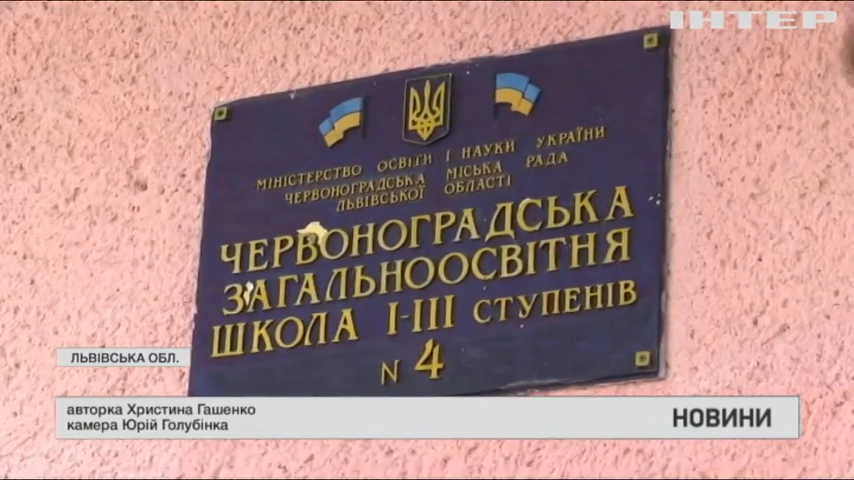 ІНТЕР
МІНІСТЕРСТВО ОСВІТИ І НАУКИ УКРАЇНИ
ЧЕРВОНОГРАДСЬКА МІСЬКА РАДА
ЛЬВІВСЬКОЇ ОБЛАСТІ
ЧЕРВОНОГРАДСЬКА
ЗАГАЛЬНООСВІТНЯ
ШКОЛА І-ІІІ СТУПЕНІВ
N 4
ЛЬВІВСЬКА ОБЛ.
авторка Христина Гашенко
камера Юрій Голубінка
НОВИНИ